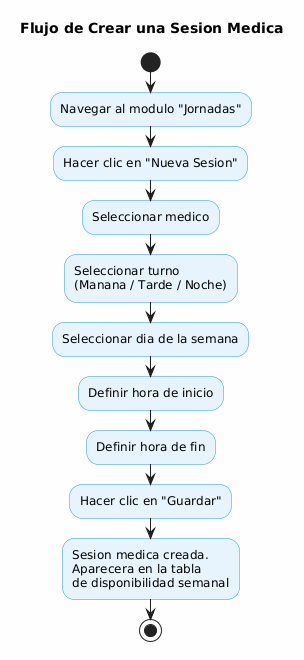 Flujo de Crear una Sesion Medica
Navegar al modulo "Jornadas"
Hacer clic en "Nueva Sesion"
Seleccionar medico
Seleccionar turno
(Manana / Tarde / Noche)
Seleccionar dia de la semana
Definir hora de inicio
Definir hora de fin
Hacer clic en "Guardar"
Sesion medica creada.
Aparecera en la tabla
de disponibilidad semanal